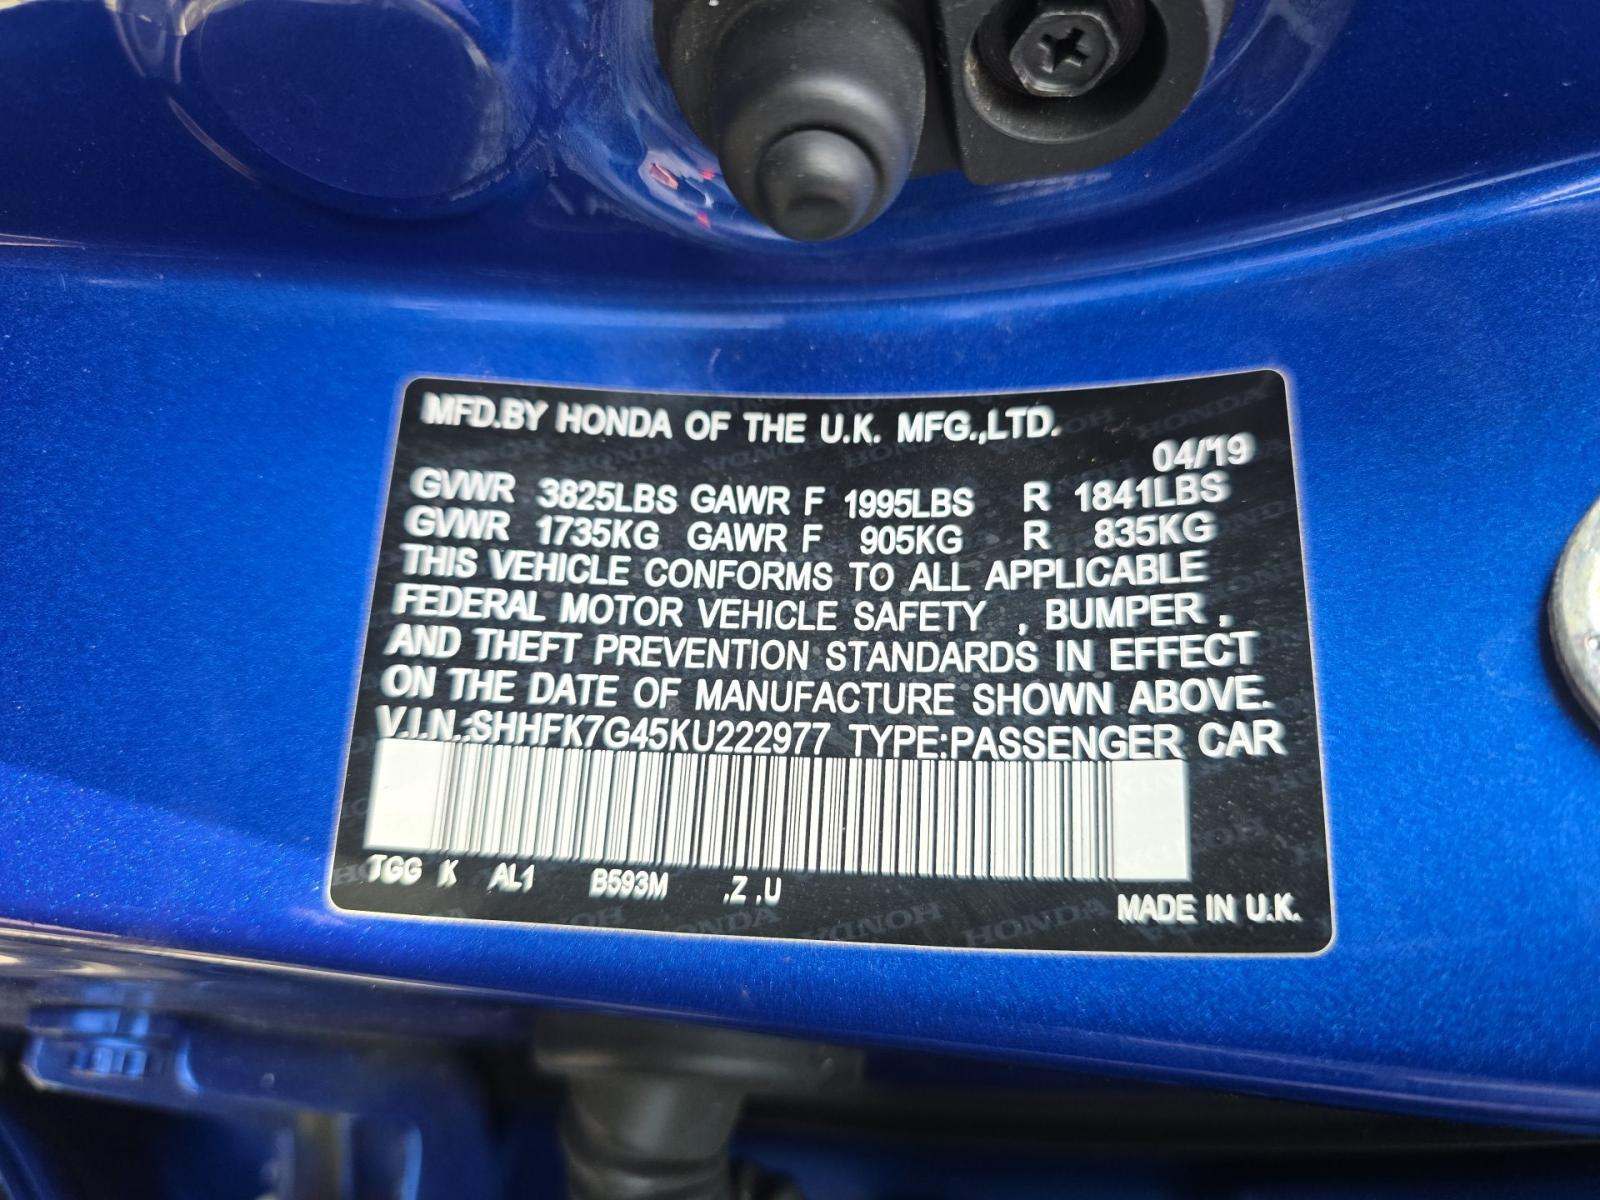 MFD.BY HONDA OF THE U.K. MFG.,LTD.
04/19
GVWR 3825LBS GAWR F 1995LBS R 1841LBS
GVWR 1735KG GAWR F 905KG R 835KG
THIS VEHICLE CONFORMS TO ALL APPLICABLE
FEDERAL MOTOR VEHICLE SAFETY , BUMPER ,
AND THEFT PREVENTION STANDARDS IN EFFECT
ON THE DATE OF MANUFACTURE SHOWN ABOVE.
V.I.N.:SHHFK7G45KU222977 TYPE:PASSENGER CAR
TGG K AL1 B593M ,Z ,U
MADE IN U.K.